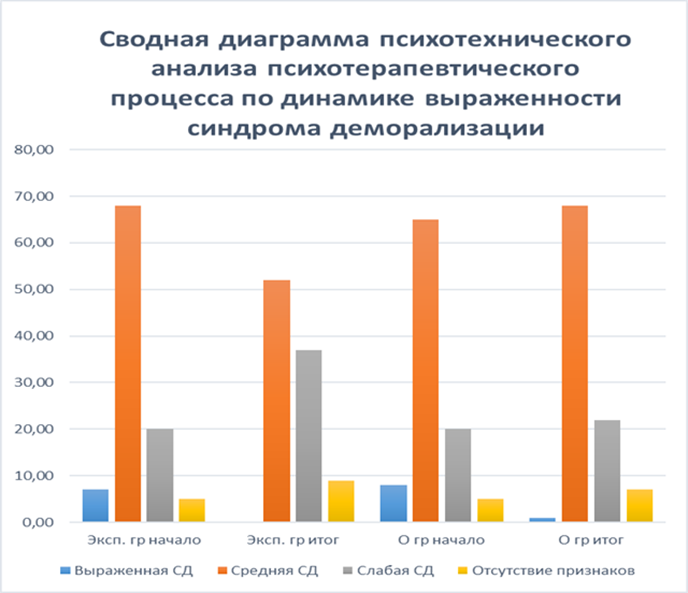 Сводная диаграмма психотехнического
анализа психотерапевтического
процесса по динамике выраженности
синдрома деморализации
80,00
70,00
60,00
50,00
40,00
30,00
20,00
10,00
0,00
Эксп. гр начало Эксп. гр итог О гр начало О гр итог
Выраженная СД Средняя СД Слабая СД Отсутствие признаков